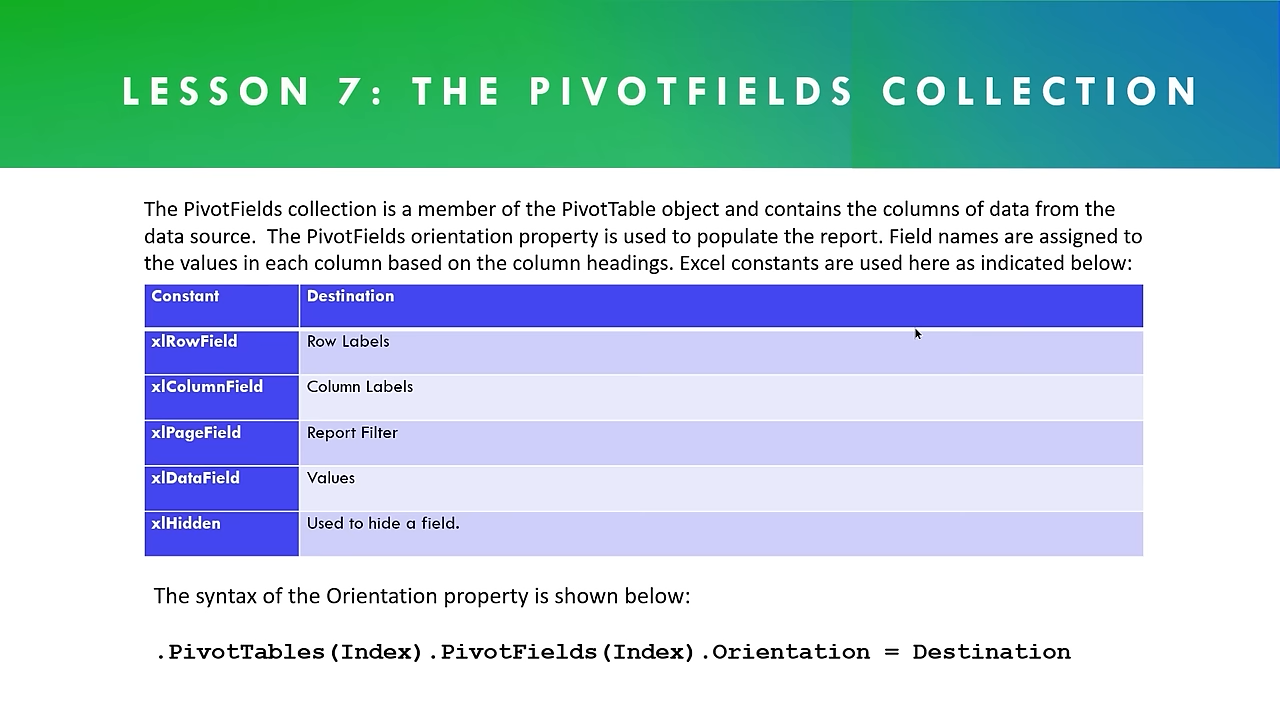 LESSON 7: THE PIVOTFIELDS COLLECTION
The PivotFields collection is a member of the PivotTable object and contains the columns of data from the
data source.  The PivotFields orientation property is used to populate the report. Field names are assigned to
the values in each column based on the column headings. Excel constants are used here as indicated below:
Constant Destination
xlRowField Row Labels
xlColumnField Column Labels
xlPageField Report Filter
xlDataField Values
xlHidden Used to hide a field.
The syntax of the Orientation property is shown below:
.PivotTables(Index).PivotFields(Index).Orientation = Destination